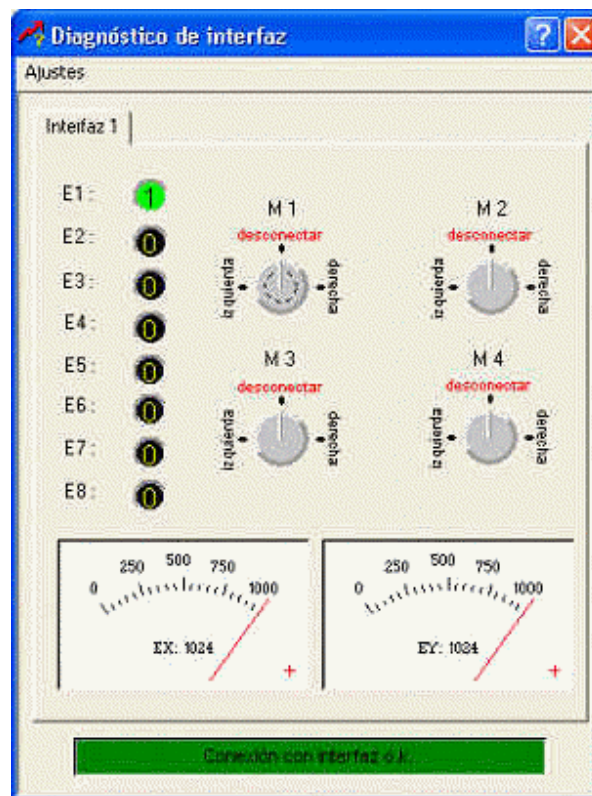 Diagnóstico de interfaz
Ajustes
Interfaz 1
E1: 1
E2: 0
E3: 0
E4: 0
E5: 0
E6: 0
E7: 0
E8: 0
M 1
desconectar
izquierda
derecha
M 2
desconectar
izquierda
derecha
M 3
desconectar
izquierda
derecha
M 4
desconectar
izquierda
derecha
0 250 500 750 1000
EX: 1024
0 250 500 750 1000
EY: 1024
Conexión con interfaz o.k.